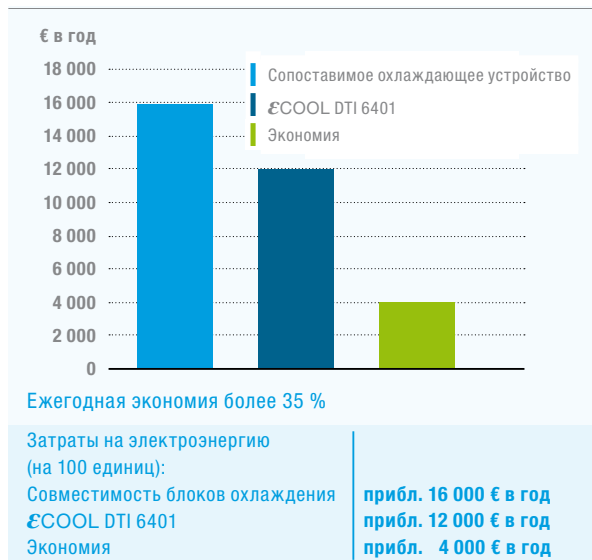 € в год
18 000
16 000
14 000
12 000
10 000
8 000
6 000
4 000
2 000
0
Сопоставимое охлаждающее устройство
ℰCOOL DTI 6401
Экономия
Ежегодная экономия более 35 %
Затраты на электроэнергию
(на 100 единиц):
Совместимость блоков охлаждения прибл. 16 000 € в год
ℰCOOL DTI 6401 прибл. 12 000 € в год
Экономия прибл. 4 000 € в год